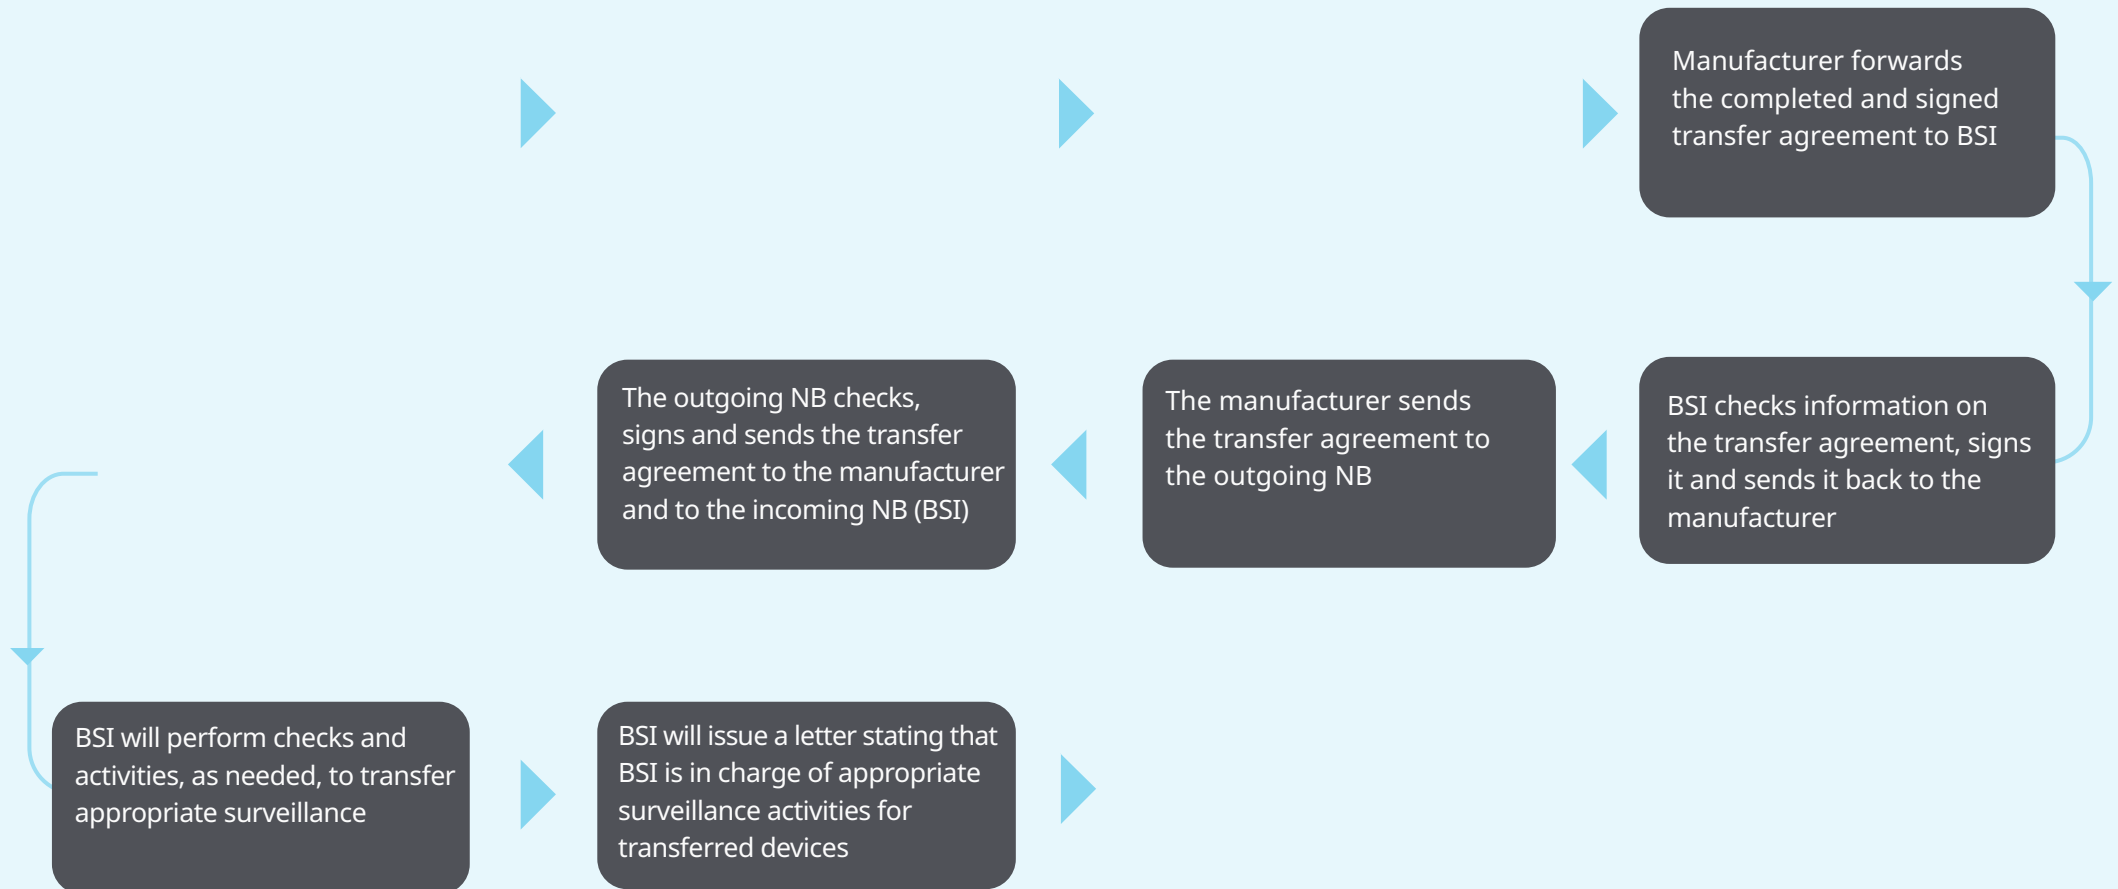 Manufacturer forwards
the completed and signed
transfer agreement to BSI
BSI checks information on
the transfer agreement, signs
it and sends it back to the
manufacturer
The manufacturer sends
the transfer agreement to
the outgoing NB
The outgoing NB checks,
signs and sends the transfer
agreement to the manufacturer
and to the incoming NB (BSI)
BSI will perform checks and
activities, as needed, to transfer
appropriate surveillance
BSI will issue a letter stating that
BSI is in charge of appropriate
surveillance activities for
transferred devices